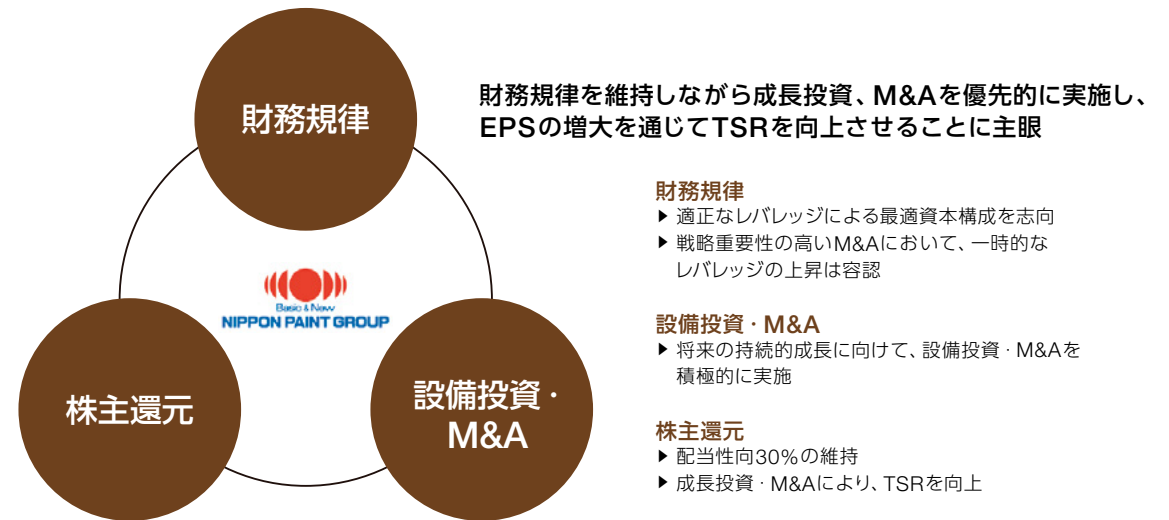 財務規律
財務規律を維持しながら成長投資、M&Aを優先的に実施し、
EPSの増大を通じてTSRを向上させることに主眼
財務規律
▶ 適正なレバレッジによる最適資本構成を志向
▶ 戦略重要性の高いM&Aにおいて、一時的な
レバレッジの上昇は容認
Basic & New
NIPPON PAINT GROUP
設備投資・M&A
▶ 将来の持続的成長に向けて、設備投資・M&Aを
積極的に実施
株主還元
設備投資・
M&A
株主還元
▶ 配当性向30%の維持
▶ 成長投資・M&Aにより、TSRを向上